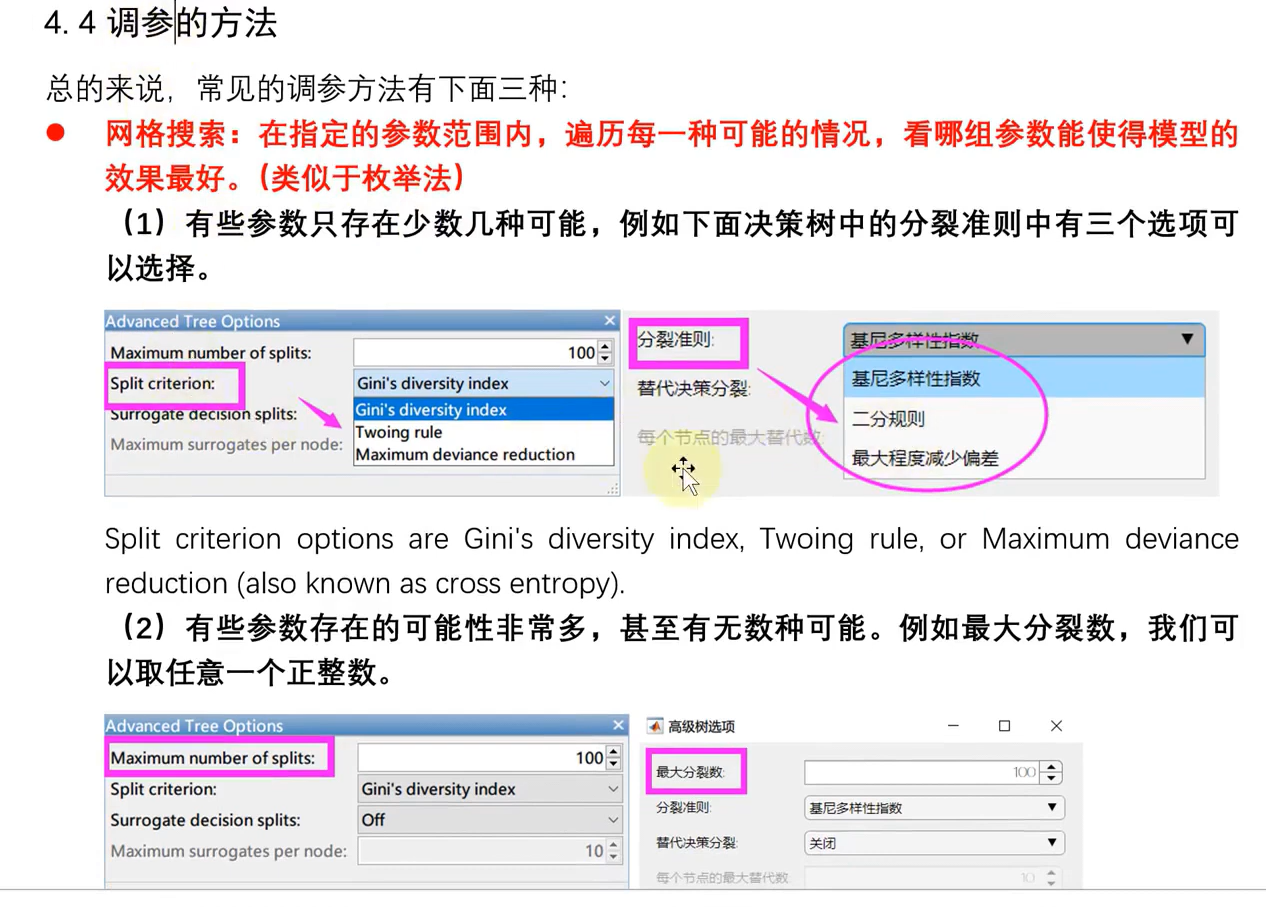 4.4 调参的方法
总的来说，常见的调参方法有下面三种：
● 网格搜索：在指定的参数范围内，遍历每一种可能的情况，看哪组参数能使得模型的
效果最好。（类似于枚举法）
（1）有些参数只存在少数几种可能，例如下面决策树中的分裂准则中有三个选项可
以选择。
Advanced Tree Options
Maximum number of splits: 100
Split criterion: Gini's diversity index
Gini's diversity index
Surrogate decision splits:
Twoing rule
Maximum surrogates per node:
Maximum deviance reduction
分裂准则: 基尼多样性指数
基尼多样性指数
替代决策分裂:
二分规则
每个节点的最大替代数:
最大程度减少偏差
Split criterion options are Gini's diversity index, Twoing rule, or Maximum deviance
reduction (also known as cross entropy).
（2）有些参数存在的可能性非常多，甚至有无数种可能。例如最大分裂数，我们可
以取任意一个正整数。
Advanced Tree Options
Maximum number of splits: 100
Split criterion: Gini's diversity index
Surrogate decision splits: Off
Maximum surrogates per node: 10
高级树选项
最大分裂数: 100
分裂准则: 基尼多样性指数
替代决策分裂: 关闭
每个节点的最大替代数 10